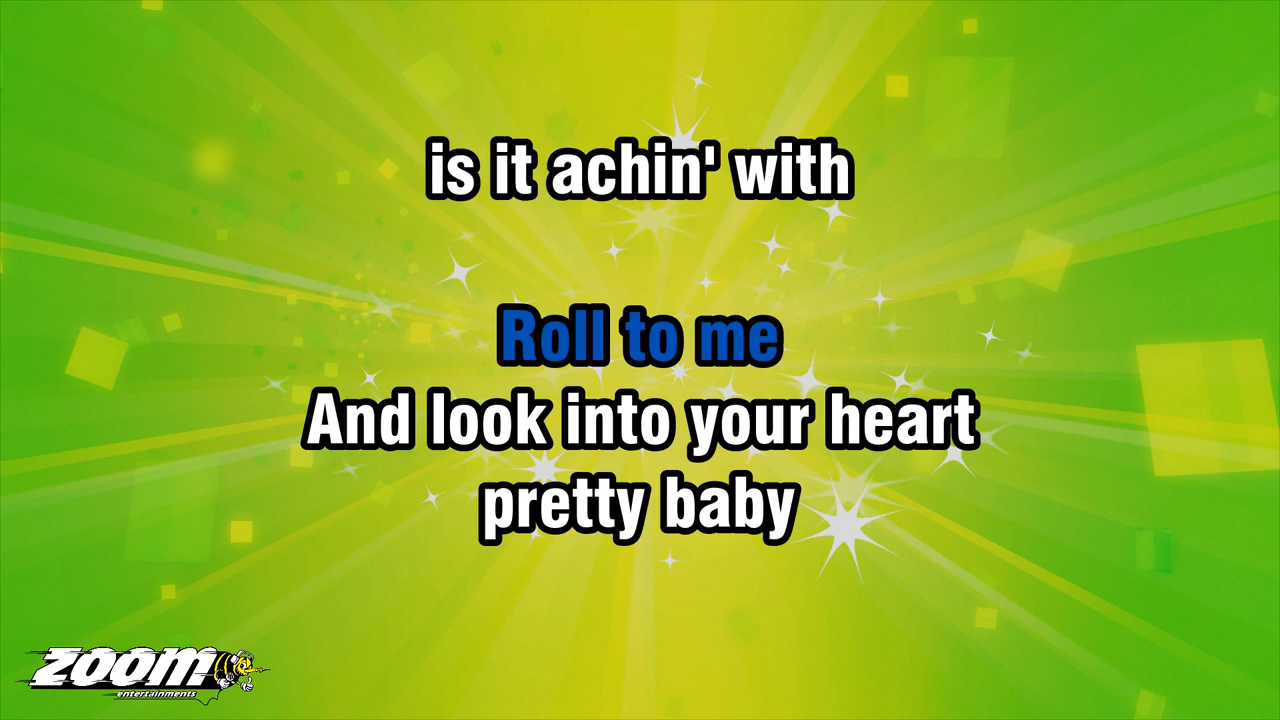 is it achin' with
Roll to me
And look into your heart
pretty baby
ZOOM
entertainments